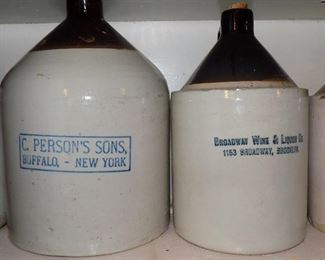 C. PERSON'S SONS,
BUFFALO, - NEW YORK
BROADWAY WINE & LIQUOR CO
1153 BROADWAY, BROOKLYN